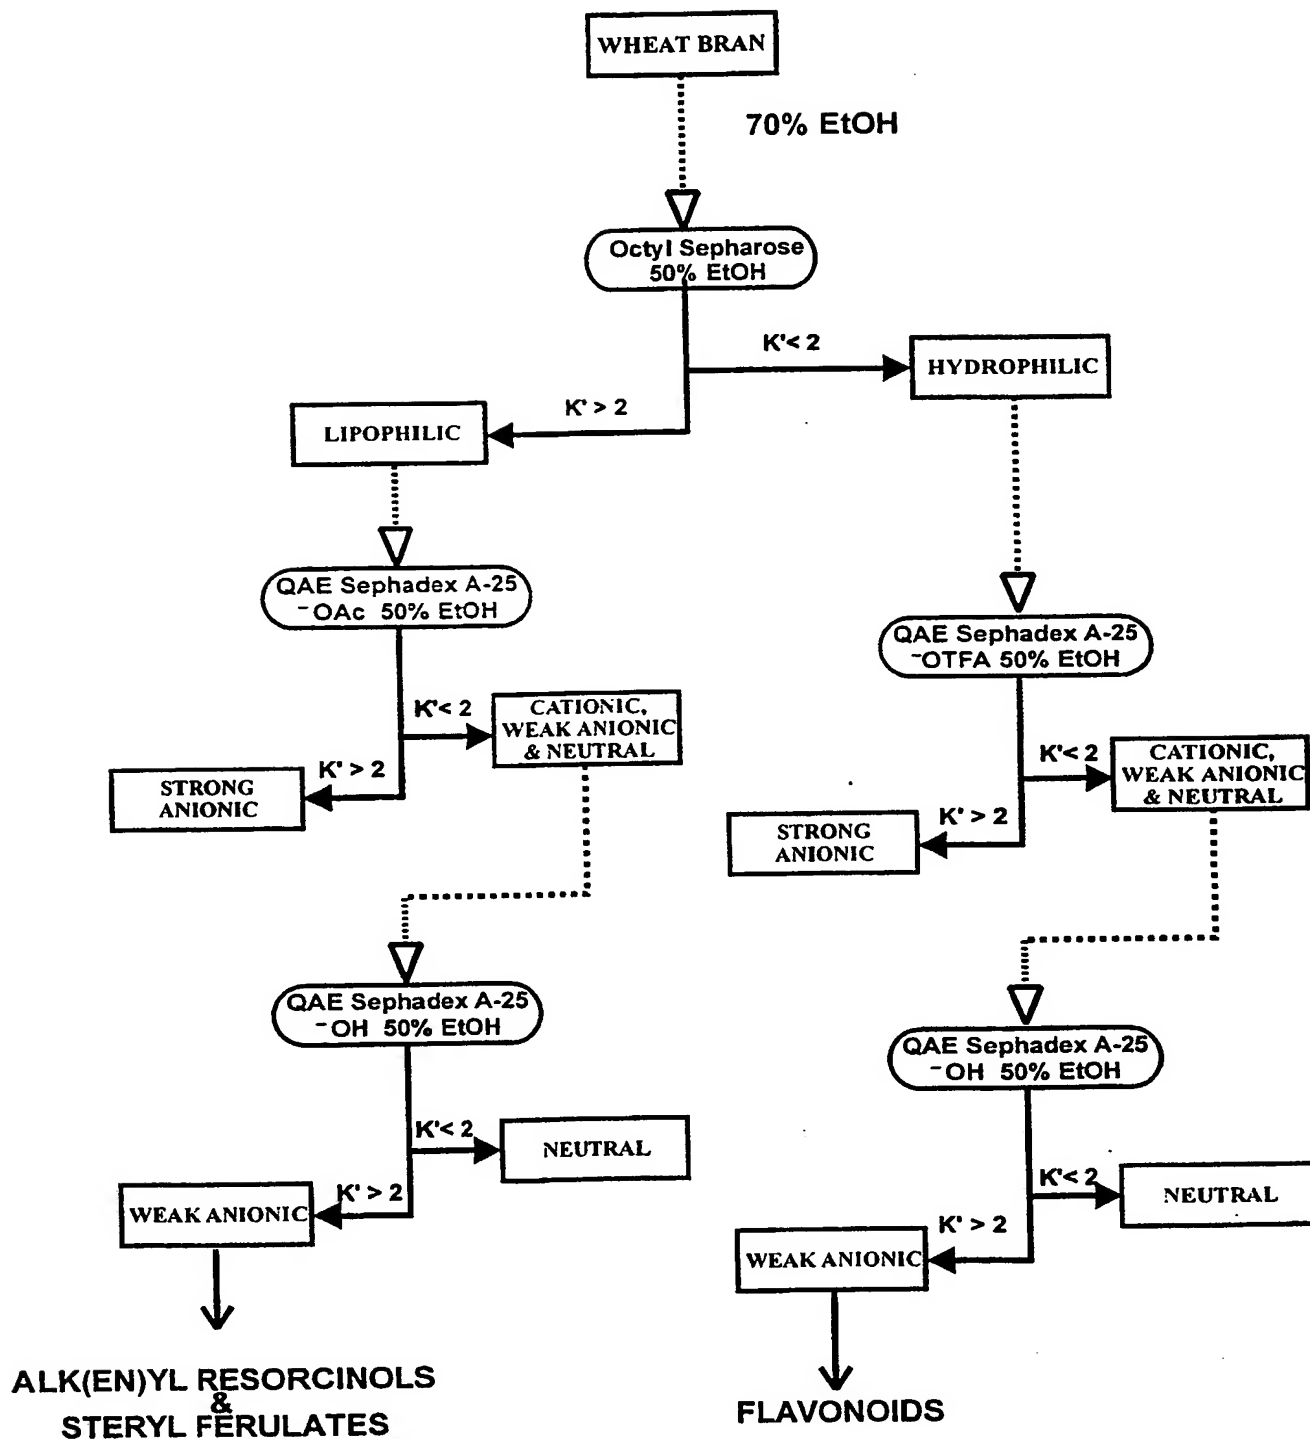 WHEAT BRAN
70% EtOH
Octyl Sepharose
50% EtOH
K'< 2
HYDROPHILIC
K' > 2
LIPOPHILIC
QAE Sephadex A-25
⁻OAc 50% EtOH
QAE Sephadex A-25
⁻OTFA 50% EtOH
K'< 2
CATIONIC,
WEAK ANIONIC
& NEUTRAL
K' > 2
STRONG
ANIONIC
K'< 2
CATIONIC,
WEAK ANIONIC
& NEUTRAL
K' > 2
STRONG
ANIONIC
QAE Sephadex A-25
⁻OH 50% EtOH
QAE Sephadex A-25
⁻OH 50% EtOH
K'< 2
NEUTRAL
K' > 2
WEAK ANIONIC
K'< 2
NEUTRAL
K' > 2
WEAK ANIONIC
ALK(EN)YL RESORCINOLS
&
STERYL FERULATES
FLAVONOIDS